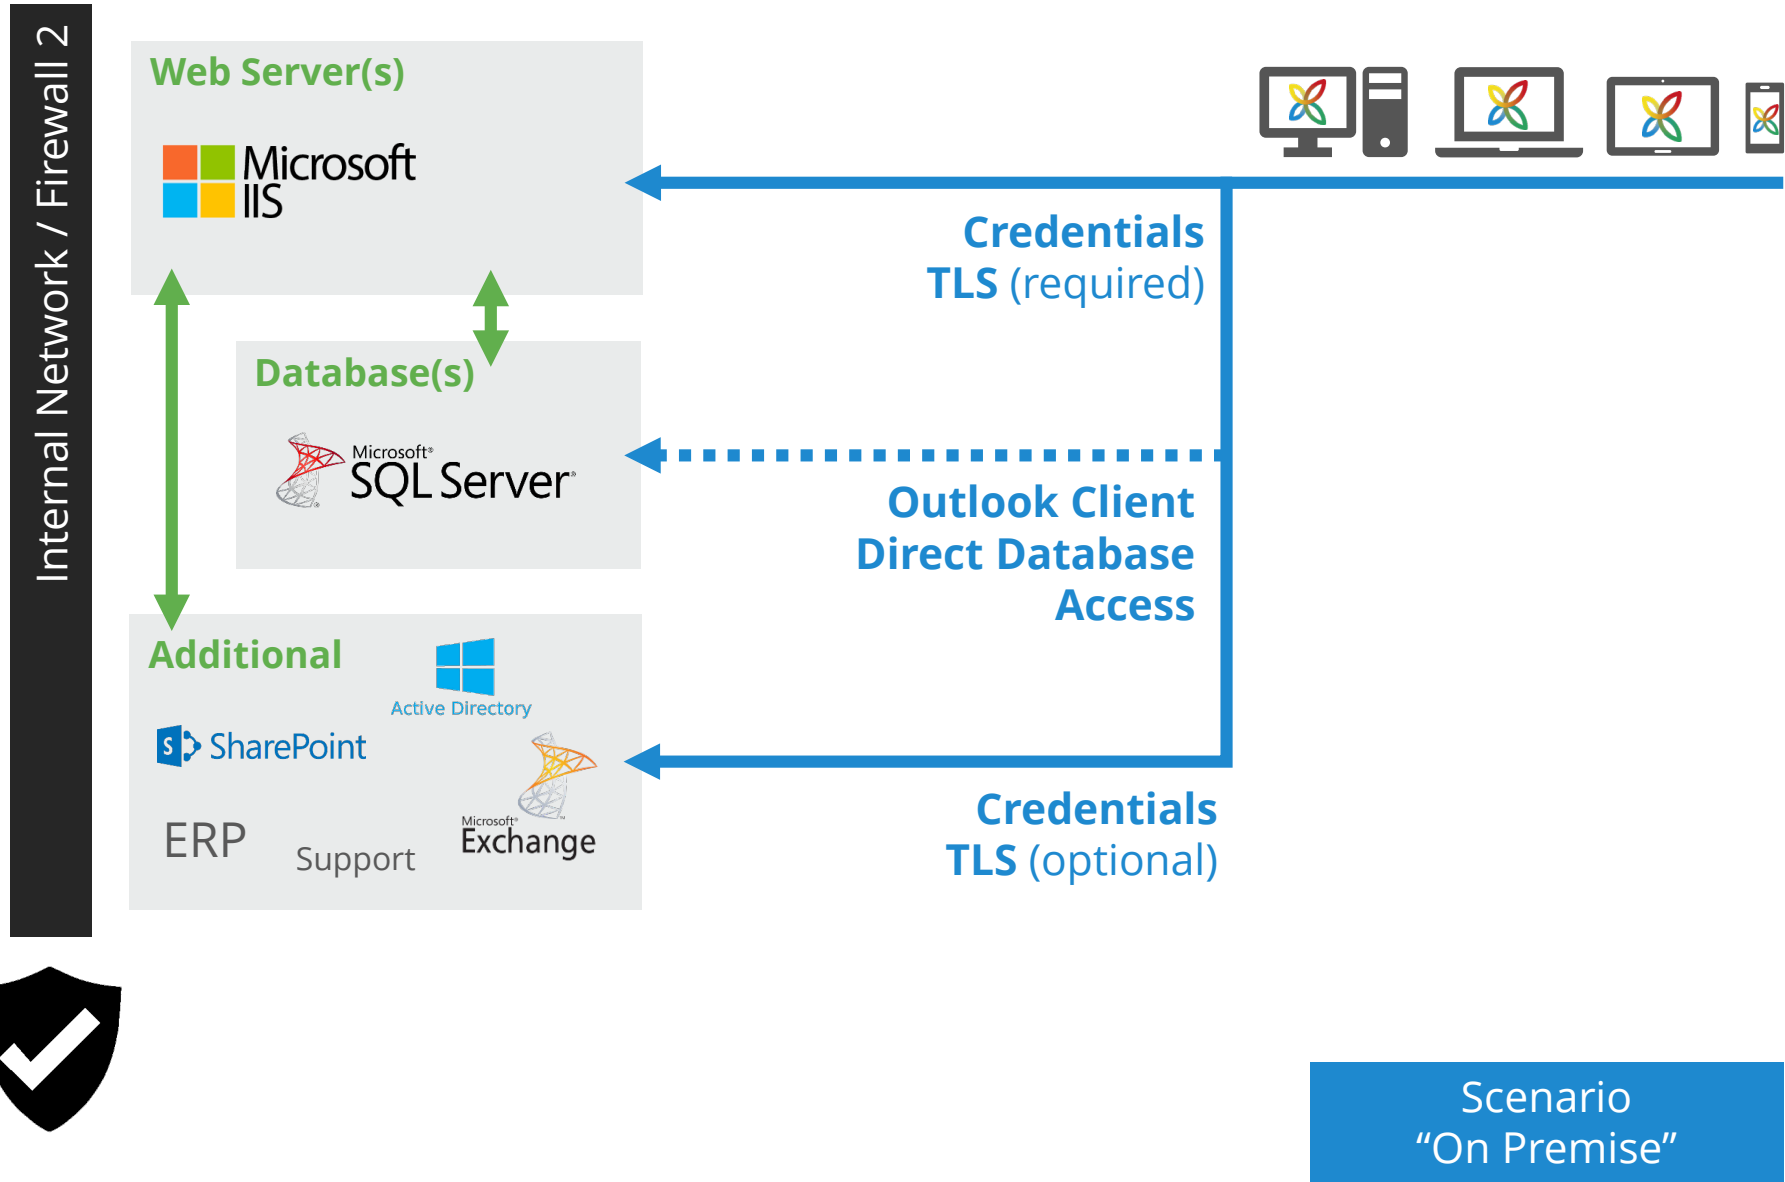 Internal Network / Firewall 2
Web Server(s)
Microsoft
IIS
Credentials
TLS (required)
Database(s)
Microsoft®
SQL Server®
Outlook Client
Direct Database
Access
Additional
Active Directory
S SharePoint
Microsoft®
Exchange
ERP
Support
Credentials
TLS (optional)
Scenario
“On Premise”